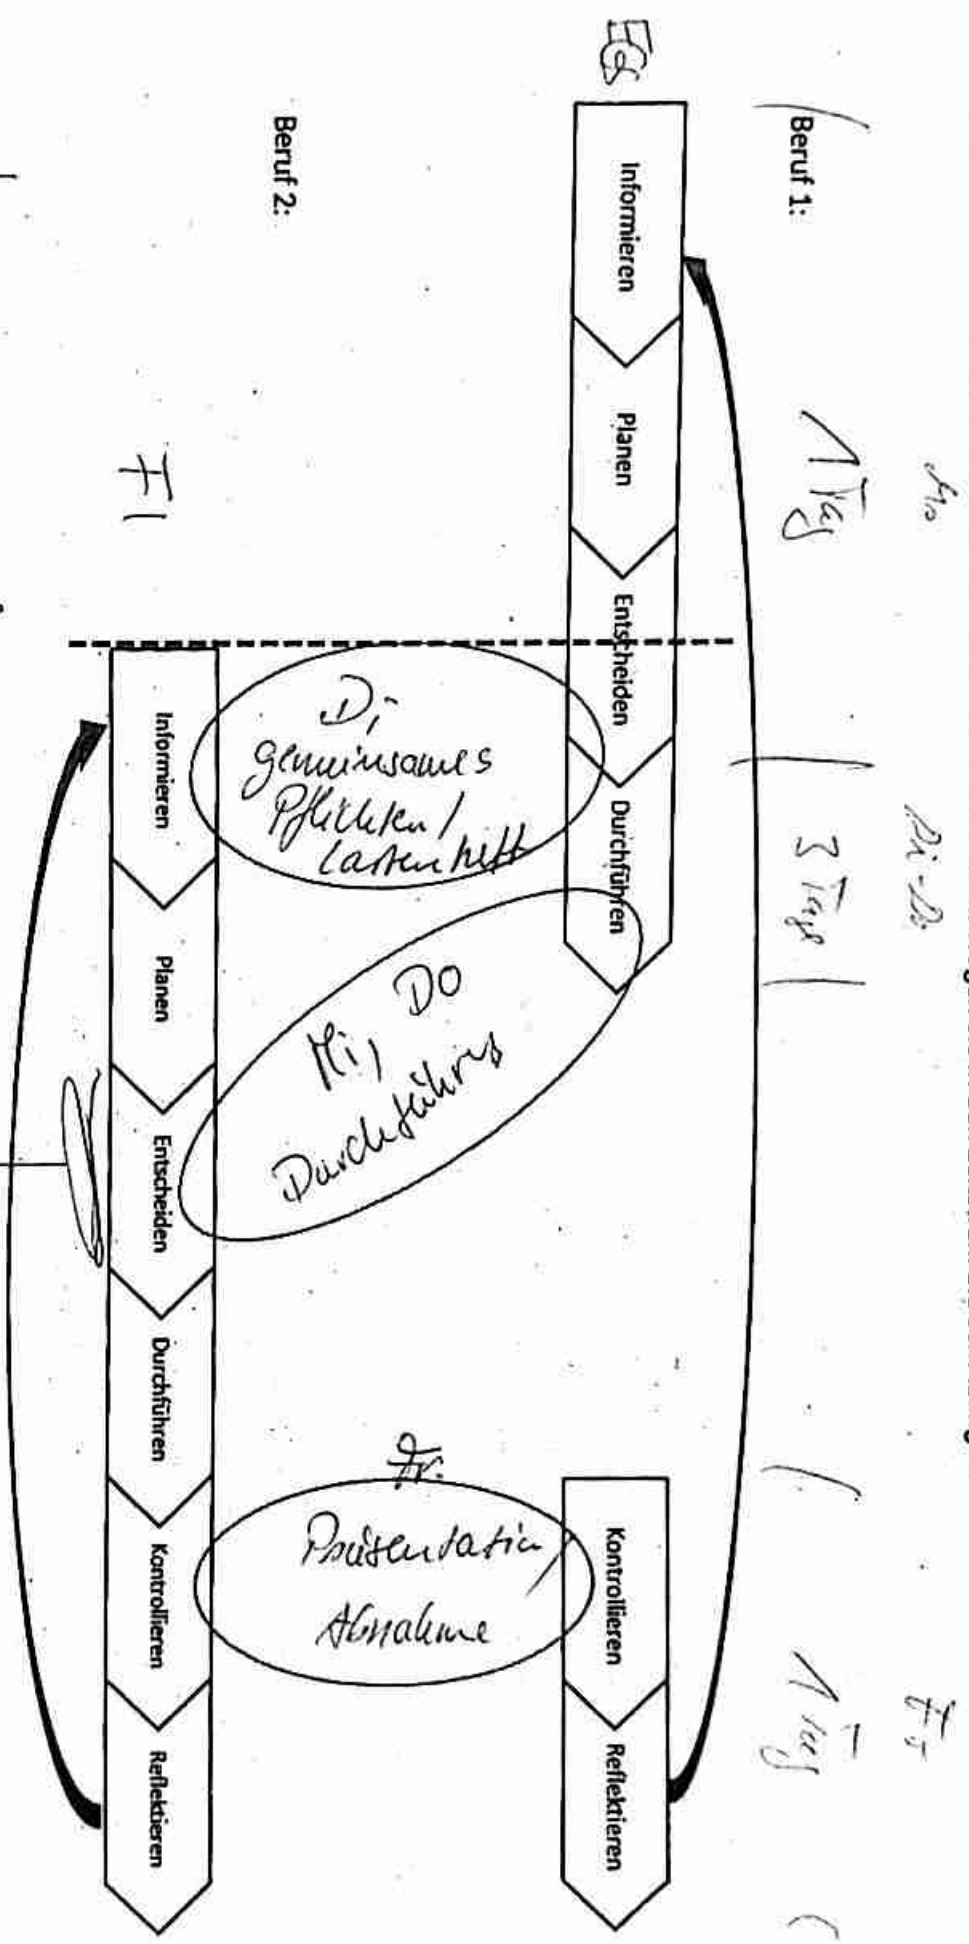 Mo
Di-Do
Fr
1 Tag
3 Tage
1 Tag
Beruf 1:
EGS
Informieren
Planen
Entscheiden
Durchführen
Kontrollieren
Reflektieren
Di
gemeinsames
Pflichten/
Lastenheft
Mi, Do
Durchführung
Fr.
Präsentation
Abnahme
Beruf 2:
FI
Informieren
Planen
Entscheiden
Durchführen
Kontrollieren
Reflektieren